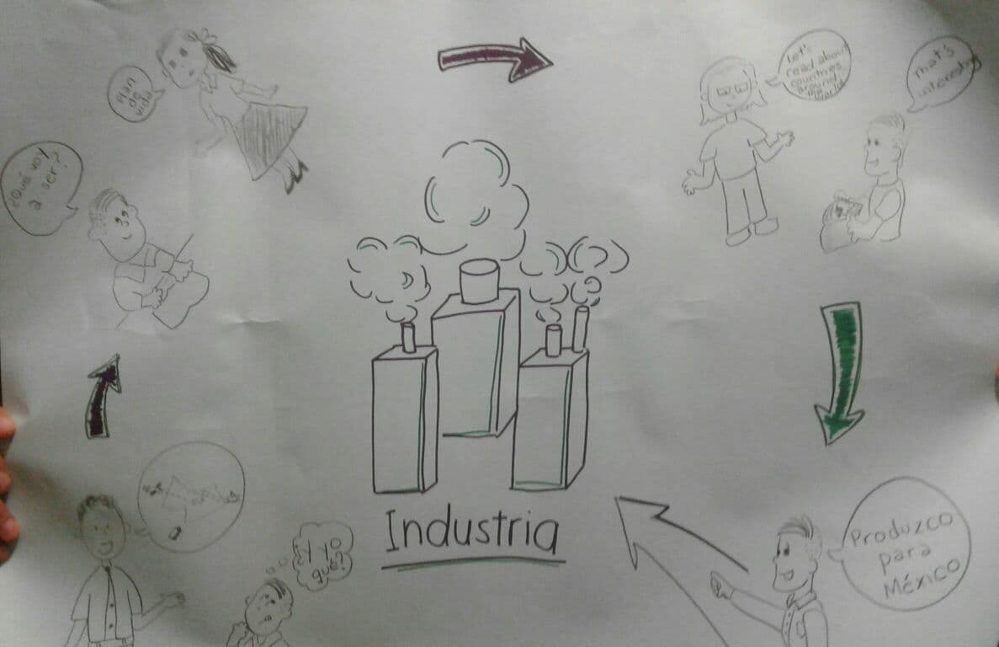 Plan
de
vida
¿Qué voy
a ser?
Let's
read about
countries
around
the
world
that's
interesting
¿Y yo
qué?
Industria
Produzco
para
México